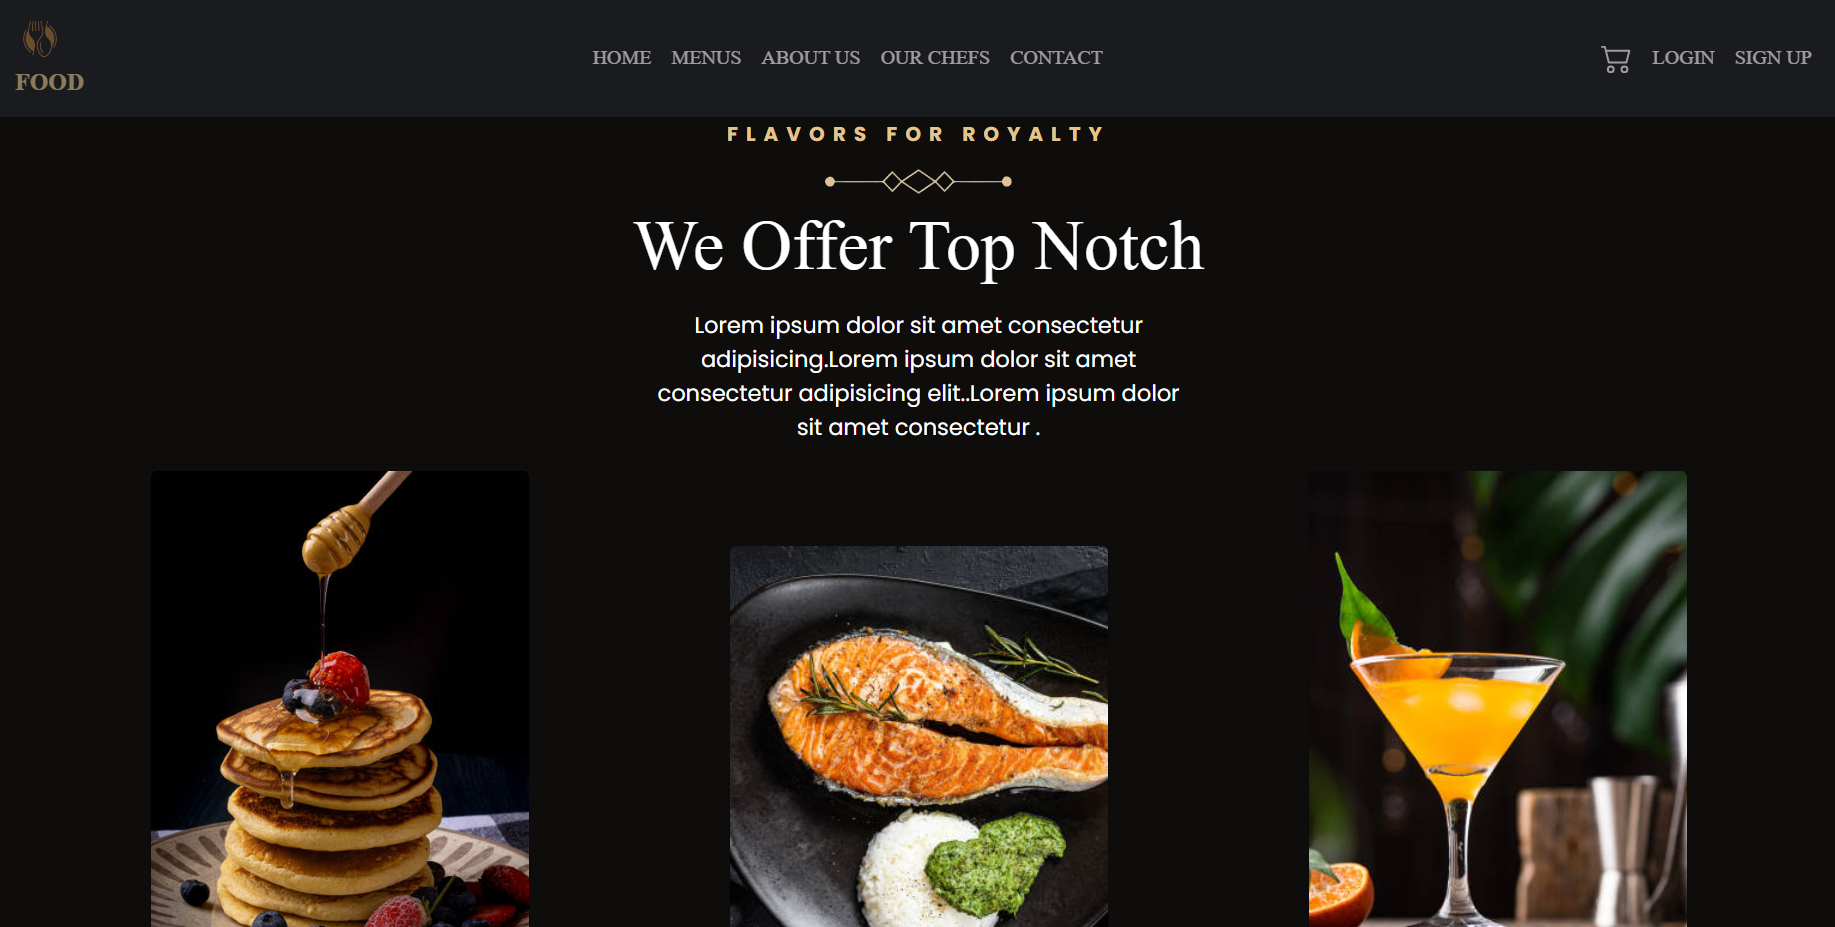 FOOD
HOME MENUS ABOUT US OUR CHEFS CONTACT
LOGIN SIGN UP
FLAVORS FOR ROYALTY
We Offer Top Notch
Lorem ipsum dolor sit amet consectetur
adipisicing.Lorem ipsum dolor sit amet
consectetur adipisicing elit..Lorem ipsum dolor
sit amet consectetur .